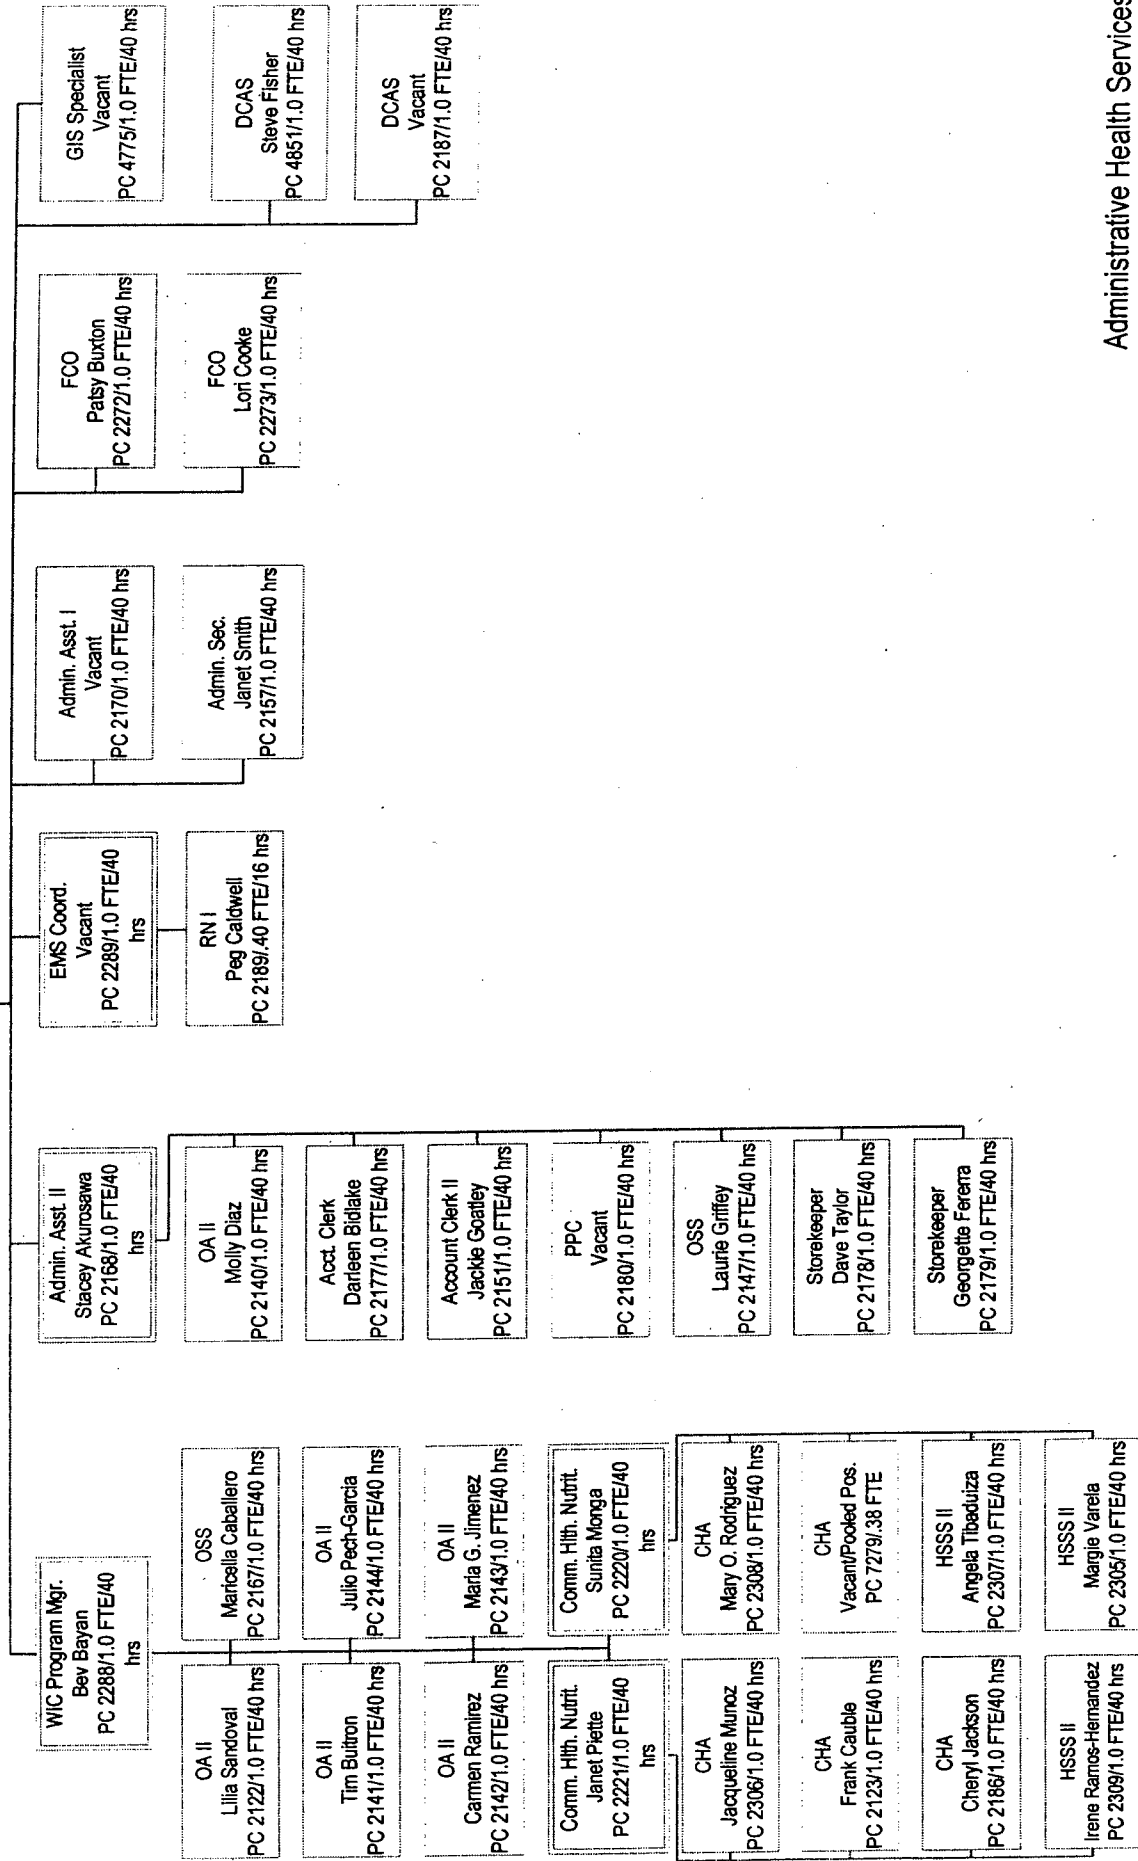 WIC Program Mgr.
Bev Bayan
PC 2288/1.0 FTE/40
hrs
OA II
Lilia Sandoval
PC 2122/1.0 FTE/40 hrs
OSS
Maricella Caballero
PC 2167/1.0 FTE/40 hrs
OA II
Tim Buitron
PC 2141/1.0 FTE/40 hrs
OA II
Julio Pech-Garcia
PC 2144/1.0 FTE/40 hrs
OA II
Carmen Ramirez
PC 2142/1.0 FTE/40 hrs
OA II
Maria G. Jimenez
PC 2143/1.0 FTE/40 hrs
Comm. Hlth. Nutrit.
Janet Piette
PC 2221/1.0 FTE/40
hrs
Comm. Hlth. Nutrit.
Sunita Monga
PC 2220/1.0 FTE/40
hrs
CHA
Jacqueline Munoz
PC 2306/1.0 FTE/40 hrs
CHA
Mary O. Rodriguez
PC 2308/1.0 FTE/40 hrs
CHA
Frank Cauble
PC 2123/1.0 FTE/40 hrs
CHA
Vacant/Pooled Pos.
PC 7279/.38 FTE
CHA
Cheryl Jackson
PC 2186/1.0 FTE/40 hrs
HSSS II
Angela Tibaduiza
PC 2307/1.0 FTE/40 hrs
HSSS II
Irene Ramos-Hernandez
PC 2309/1.0 FTE/40 hrs
HSSS II
Margie Varela
PC 2305/1.0 FTE/40 hrs
Admin. Asst. II
Stacey Akurosawa
PC 2168/1.0 FTE/40
hrs
OA II
Molly Diaz
PC 2140/1.0 FTE/40 hrs
Acct. Clerk
Darleen Bidlake
PC 2177/1.0 FTE/40 hrs
Account Clerk II
Jackie Goatley
PC 2151/1.0 FTE/40 hrs
PPC
Vacant
PC 2180/1.0 FTE/40 hrs
OSS
Laurie Griffey
PC 2147/1.0 FTE/40 hrs
Storekeeper
Dave Taylor
PC 2178/1.0 FTE/40 hrs
Storekeeper
Georgette Fererra
PC 2179/1.0 FTE/40 hrs
EMS Coord.
Vacant
PC 2289/1.0 FTE/40
hrs
RN I
Peg Caldwell
PC 2189/.40 FTE/16 hrs
Admin. Asst. I
Vacant
PC 2170/1.0 FTE/40 hrs
Admin. Sec.
Janet Smith
PC 2157/1.0 FTE/40 hrs
FCO
Patsy Buxton
PC 2272/1.0 FTE/40 hrs
FCO
Lori Cooke
PC 2273/1.0 FTE/40 hrs
GIS Specialist
Vacant
PC 4775/1.0 FTE/40 hrs
DCAS
Steve Fisher
PC 4851/1.0 FTE/40 hrs
DCAS
Vacant
PC 2187/1.0 FTE/40 hrs
Administrative Health Services